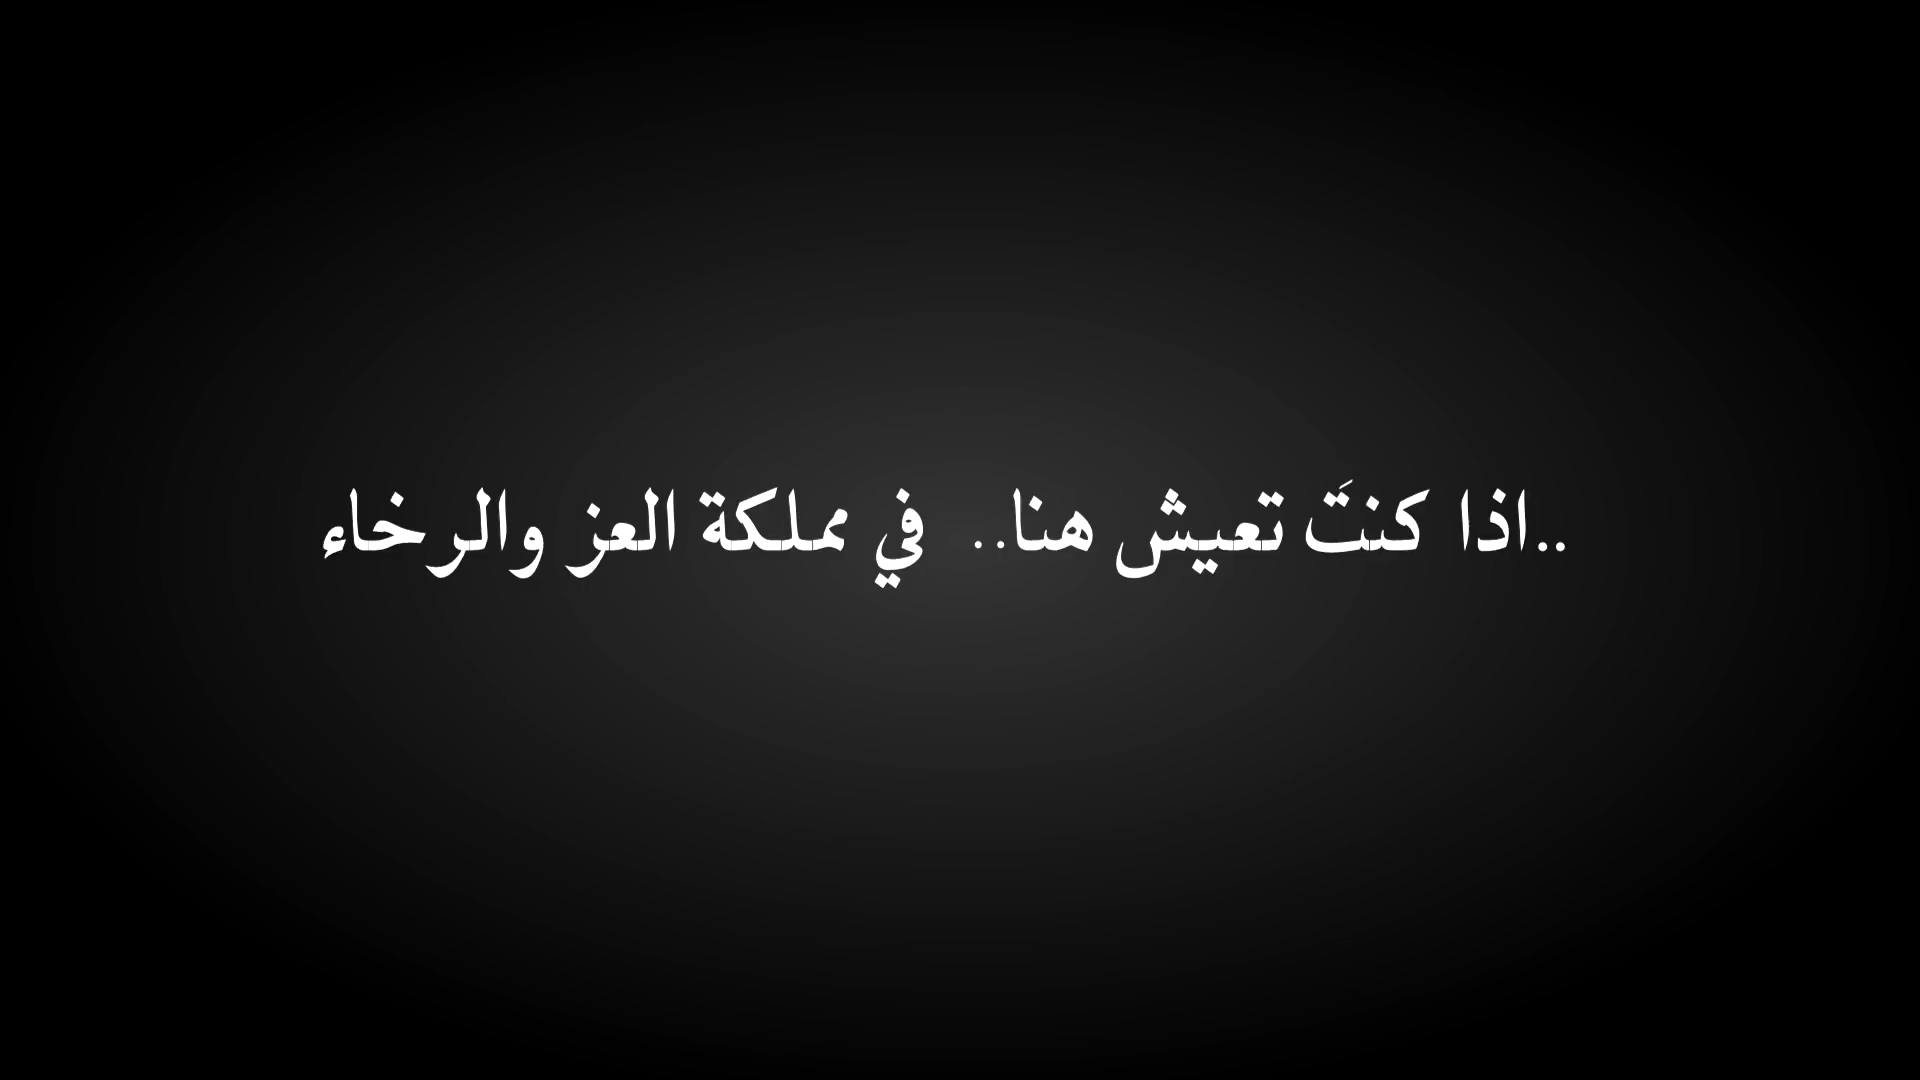 ..اذا كنتَ تعيش هنا..  في مملكة العز والرخاء